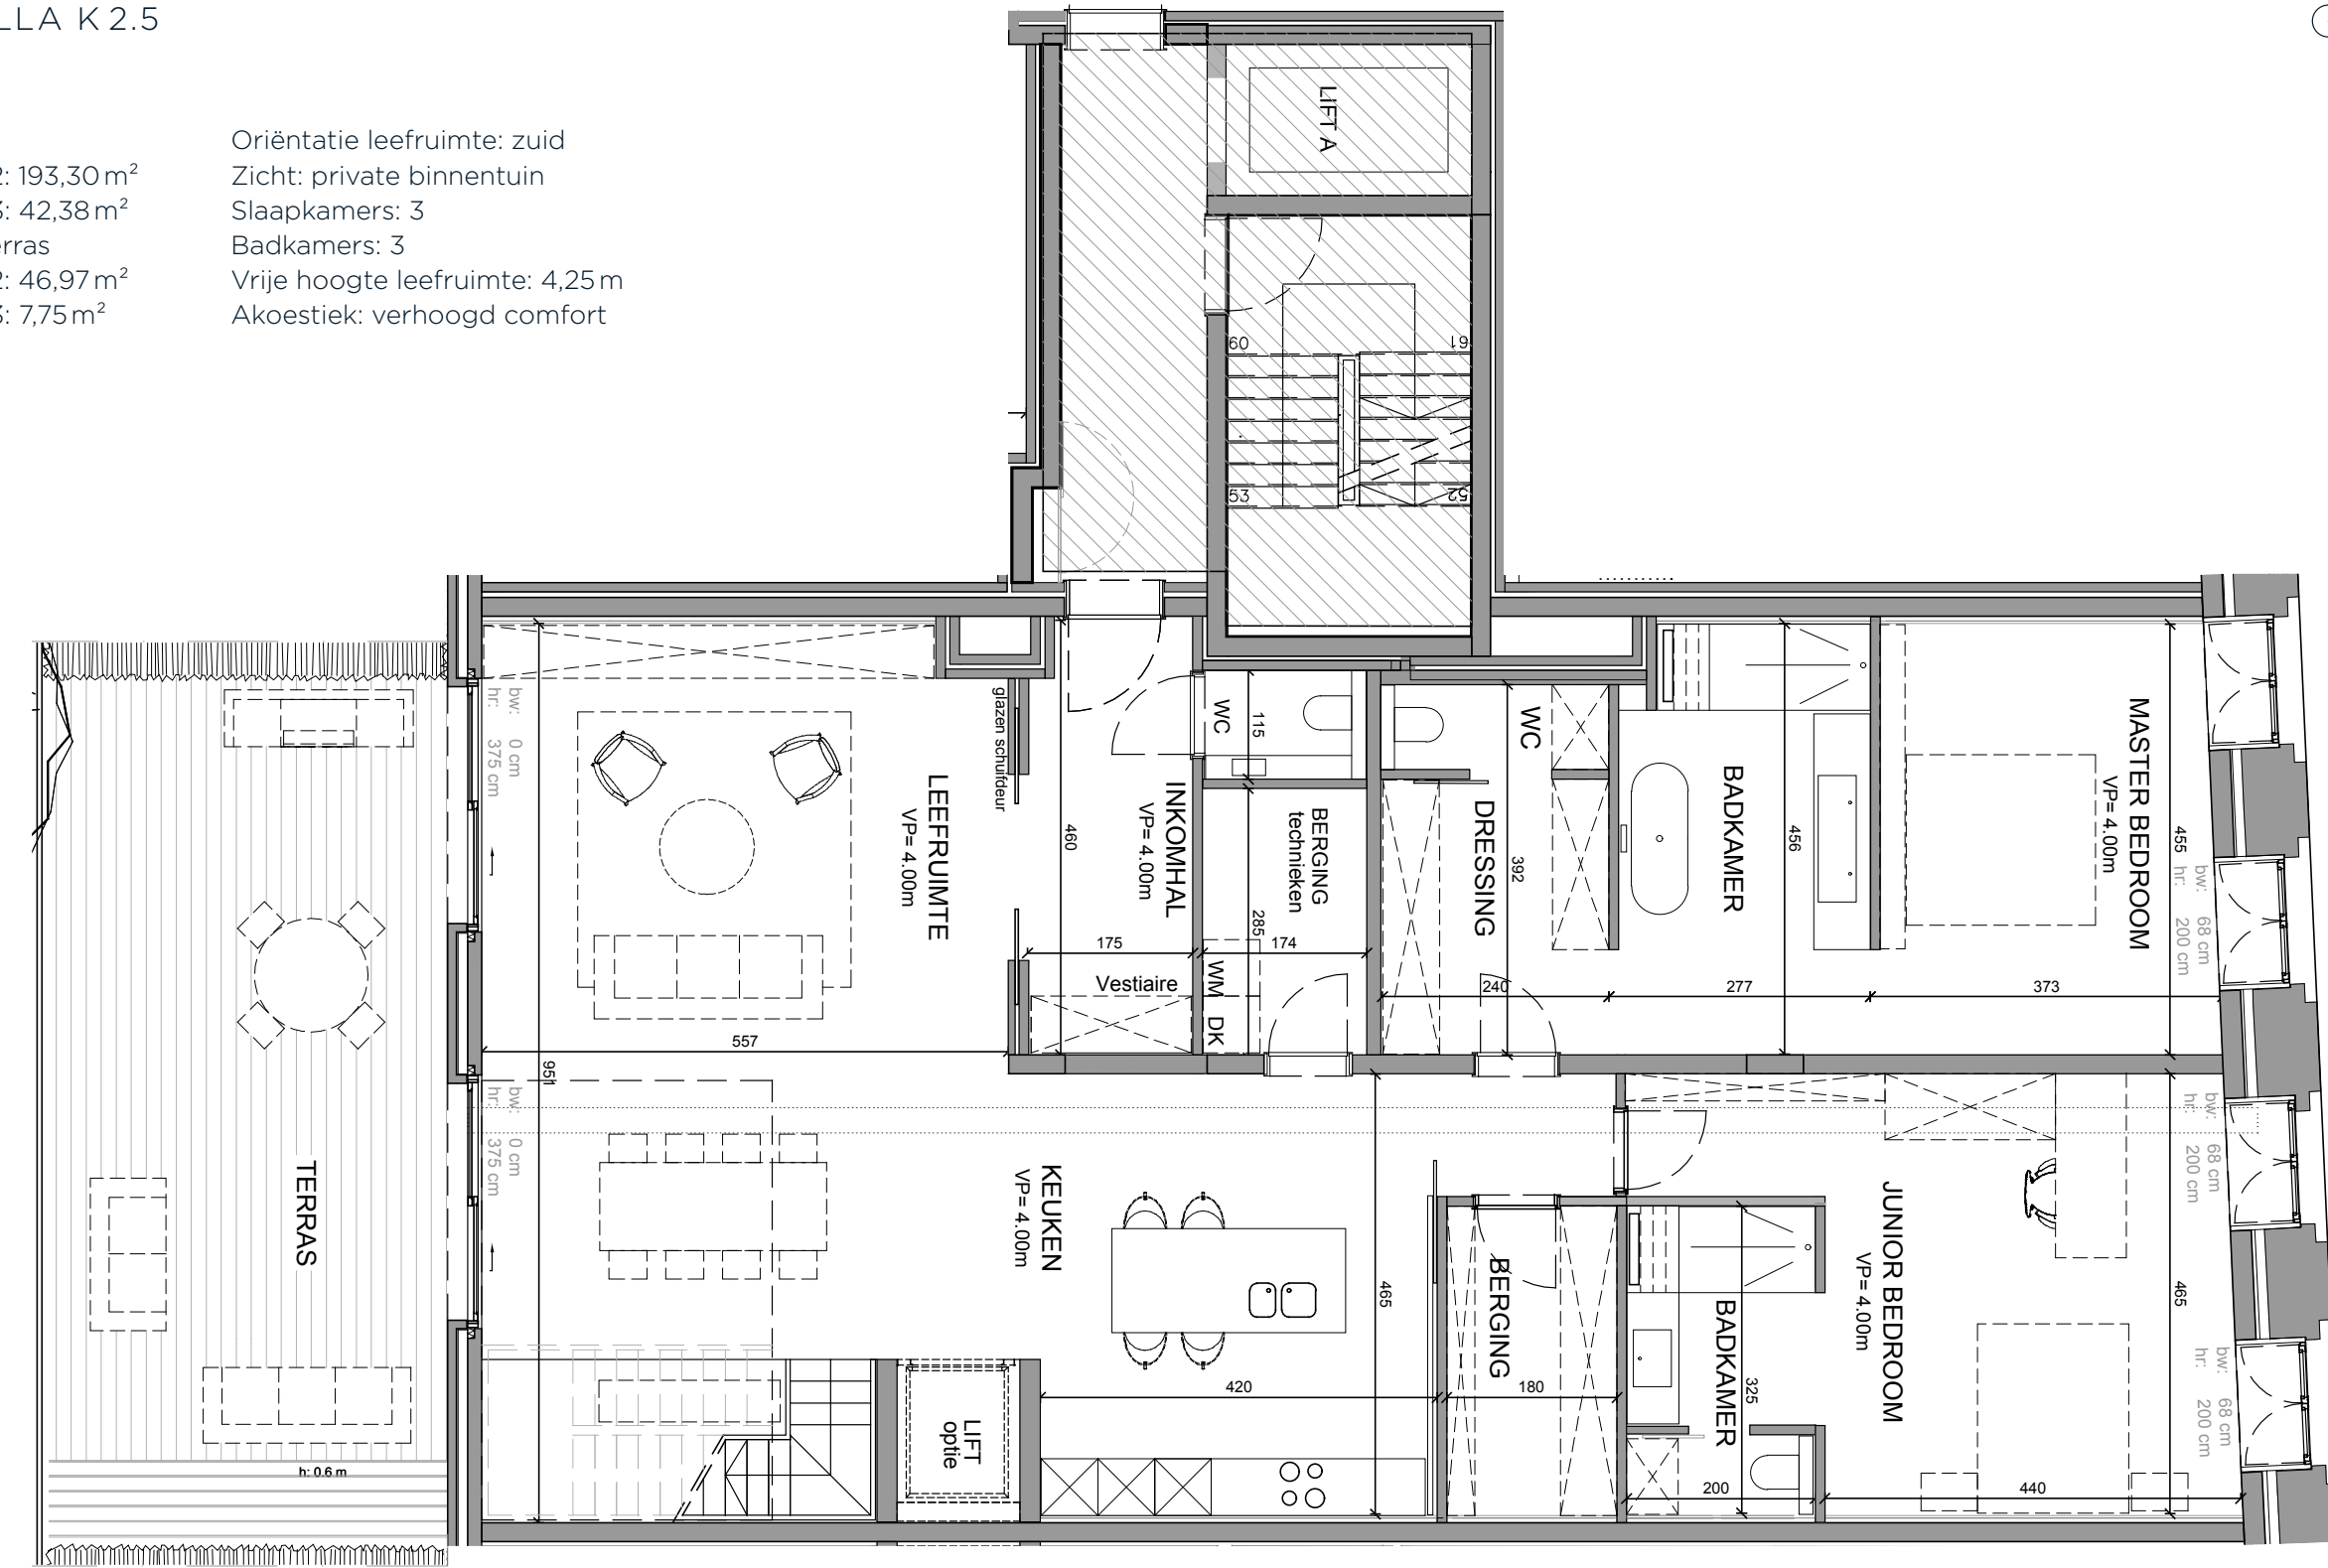 LLA K 2.5
2: 193,30 m²
3: 42,38 m²
erras
2: 46,97 m²
3: 7,75 m²
Oriëntatie leefruimte: zuid
Zicht: private binnentuin
Slaapkamers: 3
Badkamers: 3
Vrije hoogte leefruimte: 4,25 m
Akoestiek: verhoogd comfort
LIFT A
60
61
53
52
bw: 0 cm
hr: 375 cm
glazen schuifdeur
LEEFRUIMTE
VP= 4.00m
460
INKOMHAL
VP= 4.00m
WC
115
BERGING
technieken
285
175
174
Vestiaire
WM
DK
WC
DRESSING
392
BADKAMER
456
MASTER BEDROOM
VP= 4.00m
455
bw: 68 cm
hr: 200 cm
240
277
373
557
951
bw: 0 cm
hr: 375 cm
TERRAS
h: 0.6 m
KEUKEN
VP= 4.00m
465
LIFT
optie
420
BERGING
180
BADKAMER
325
200
JUNIOR BEDROOM
VP= 4.00m
465
440
bw: 68 cm
hr: 200 cm
bw: 68 cm
hr: 200 cm